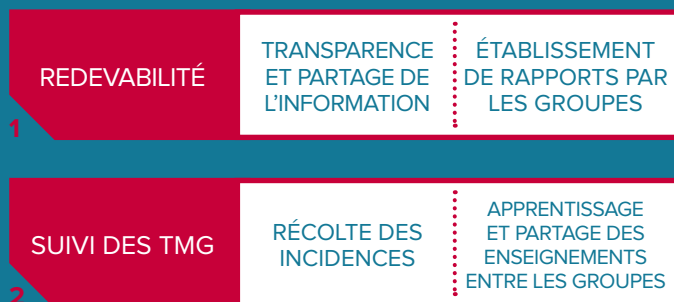 1
REDEVABILITÉ
TRANSPARENCE
ET PARTAGE DE
L'INFORMATION
ÉTABLISSEMENT
DE RAPPORTS PAR
LES GROUPES
2
SUIVI DES TMG
RÉCOLTE DES
INCIDENCES
APPRENTISSAGE
ET PARTAGE DES
ENSEIGNEMENTS
ENTRE LES GROUPES